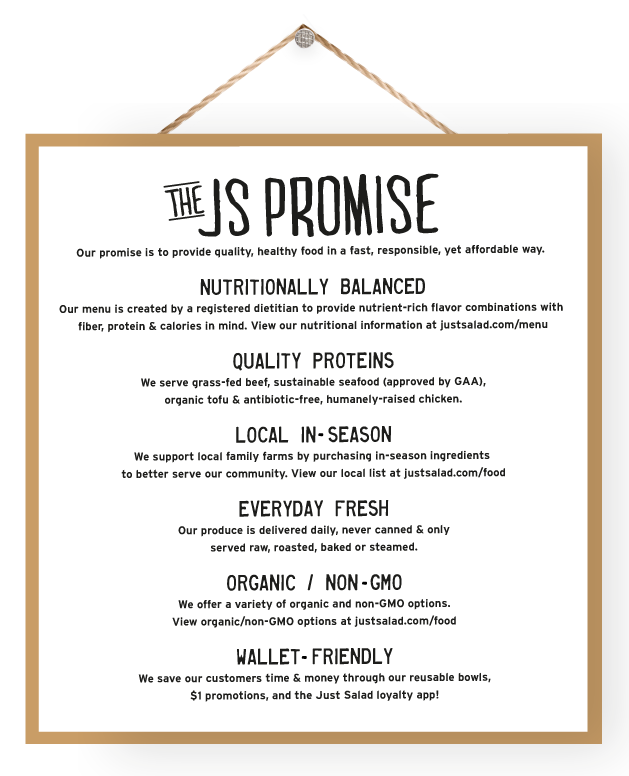 THE JS PROMISE
Our promise is to provide quality, healthy food in a fast, responsible, yet affordable way.
NUTRITIONALLY BALANCED
Our menu is created by a registered dietitian to provide nutrient-rich flavor combinations with
fiber, protein & calories in mind. View our nutritional information at justsalad.com/menu
QUALITY PROTEINS
We serve grass-fed beef, sustainable seafood (approved by GAA),
organic tofu & antibiotic-free, humanely-raised chicken.
LOCAL IN-SEASON
We support local family farms by purchasing in-season ingredients
to better serve our community. View our local list at justsalad.com/food
EVERYDAY FRESH
Our produce is delivered daily, never canned & only
served raw, roasted, baked or steamed.
ORGANIC / NON-GMO
We offer a variety of organic and non-GMO options.
View organic/non-GMO options at justsalad.com/food
WALLET-FRIENDLY
We save our customers time & money through our reusable bowls,
$1 promotions, and the Just Salad loyalty app!